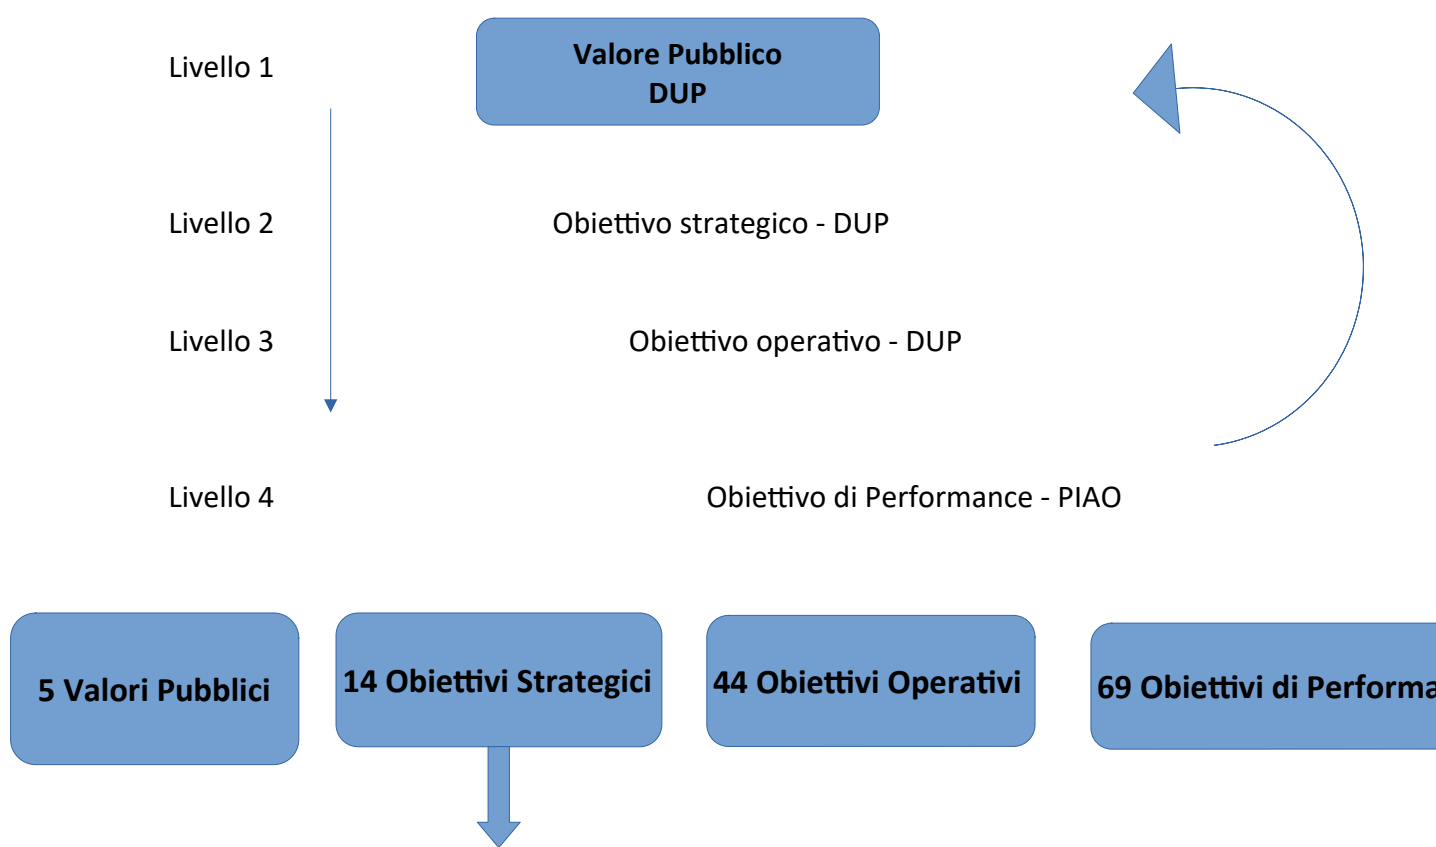 Livello 1
Valore Pubblico
DUP
Livello 2
Obiettivo strategico - DUP
Livello 3
Obiettivo operativo - DUP
Livello 4
Obiettivo di Performance - PIAO
5 Valori Pubblici
14 Obiettivi Strategici
44 Obiettivi Operativi
69 Obiettivi di Performa